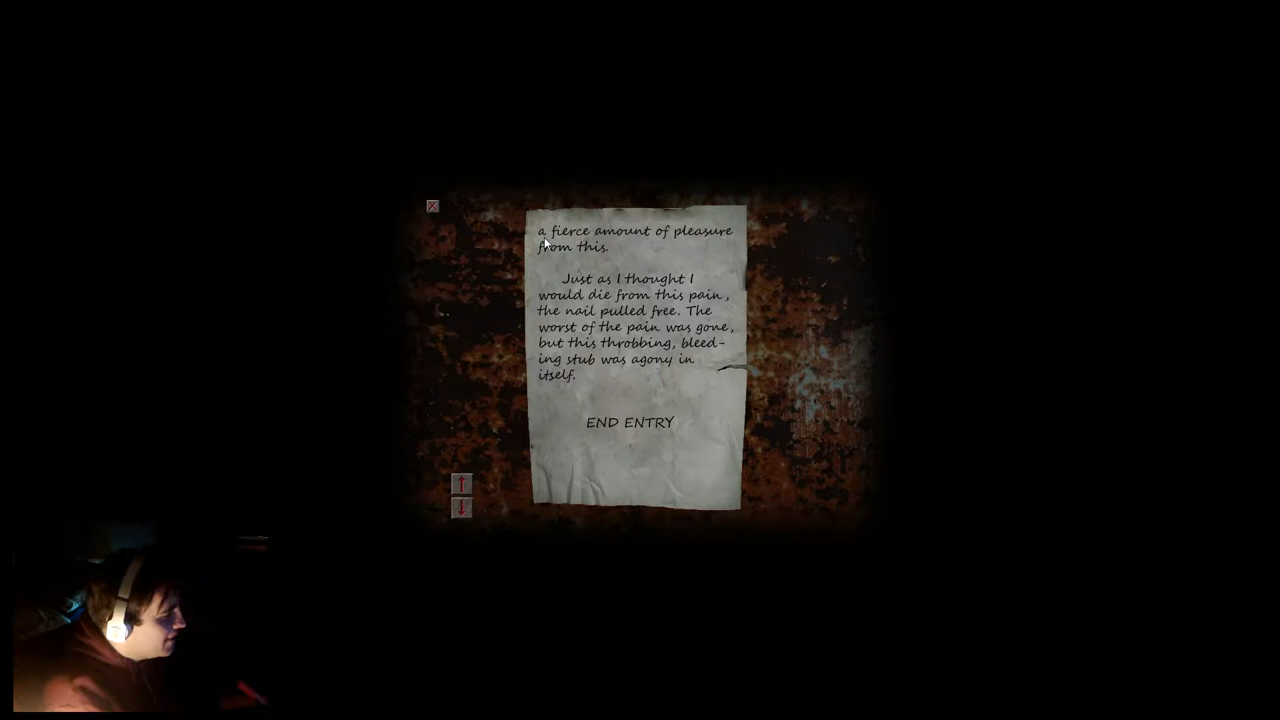 a fierce amount of pleasure
from this.
Just as I thought I
would die from this pain,
the nail pulled free. The
worst of the pain was gone,
but this throbbing, bleed-
ing stub was agony in
itself.
END ENTRY